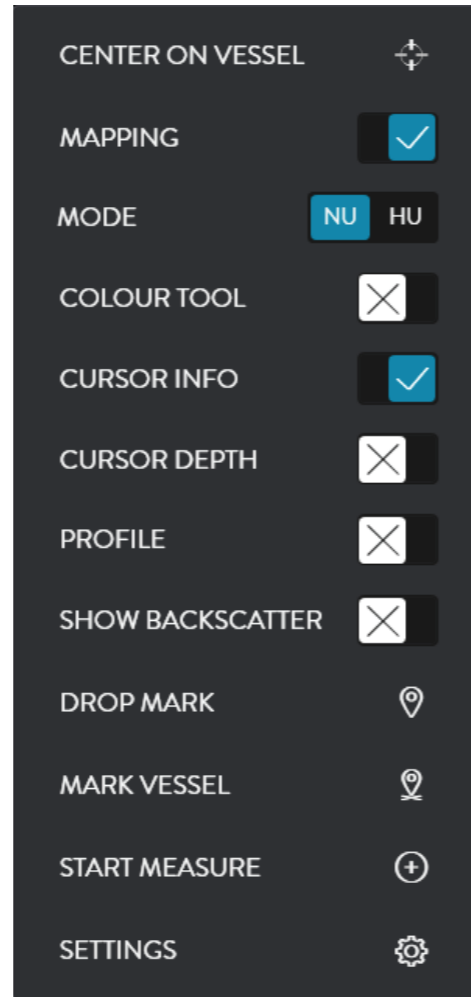 CENTER ON VESSEL
MAPPING
MODE NU HU
COLOUR TOOL
CURSOR INFO
CURSOR DEPTH
PROFILE
SHOW BACKSCATTER
DROP MARK
MARK VESSEL
START MEASURE
SETTINGS